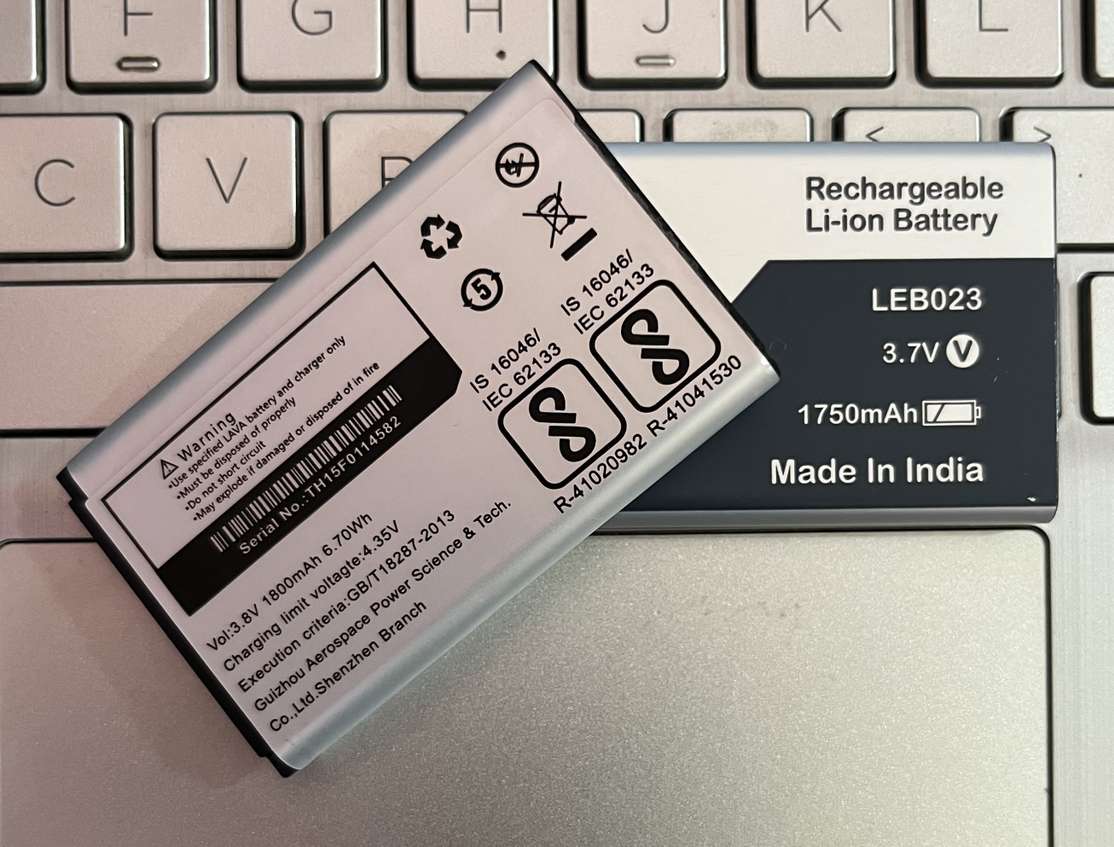 F G H J K L
C V
< >
Rechargeable
Li-ion Battery
LEB023
3.7V V
1750mAh
Made In India
5
IS 16046/
IEC 62133
IS 16046/
IEC 62133
R-41020982 R-41041530
Warning
•Use specified LAVA battery and charger only
•Must be disposed of properly
•Do not short circuit
•May explode if damaged or disposed of in fire
Serial No.:TH15F0114582
Vol:3.8V 1800mAh 6.70Wh
Charging limit voltagte:4.35V
Execution criteria:GB/T18287-2013
Guizhou Aerospace Power Science & Tech.
Co.,Ltd.Shenzhen Branch